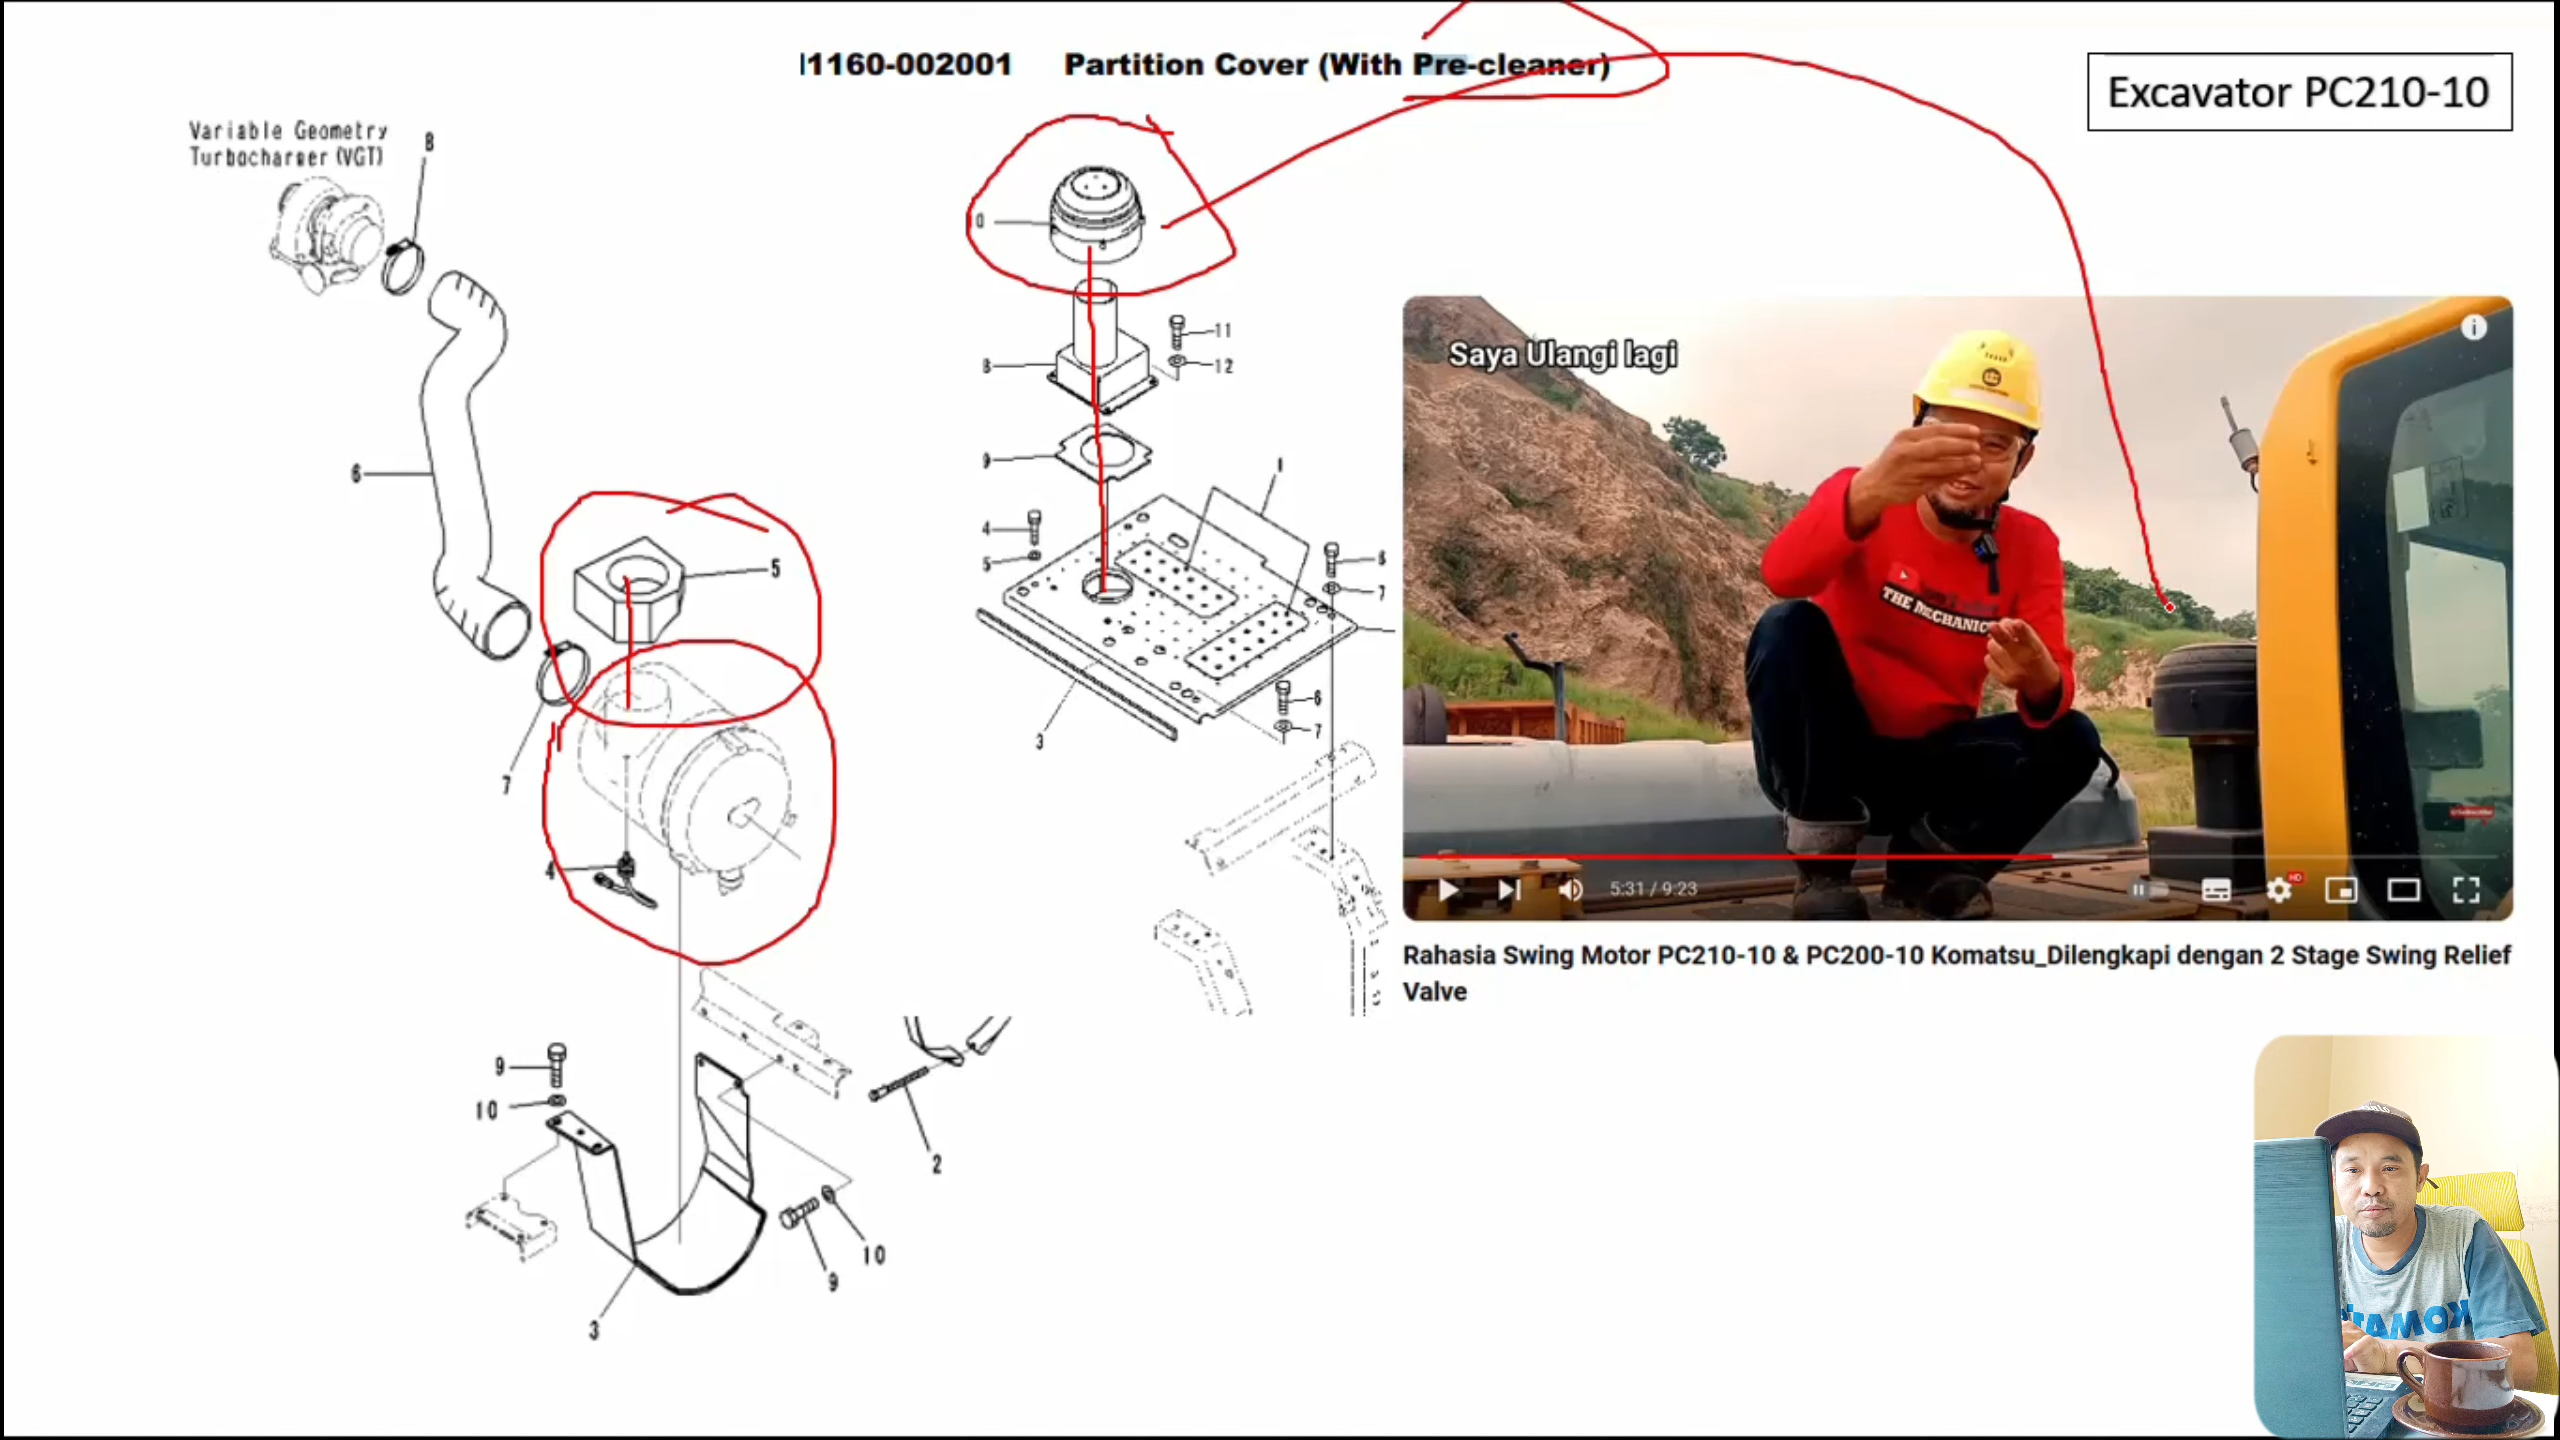 I1160-002001 Partition Cover (With Pre-cleaner)
Excavator PC210-10
Variable Geometry
Turbocharger (VGT)
8
6
5
7
4
9
10
3
2
10
9
11
8
12
9
1
4
5
6
7
3
6
7
Saya Ulangi lagi
THE MECHANIC
5:31 / 9:23
HD
Rahasia Swing Motor PC210-10 & PC200-10 Komatsu_Dilengkapi dengan 2 Stage Swing Relief
Valve